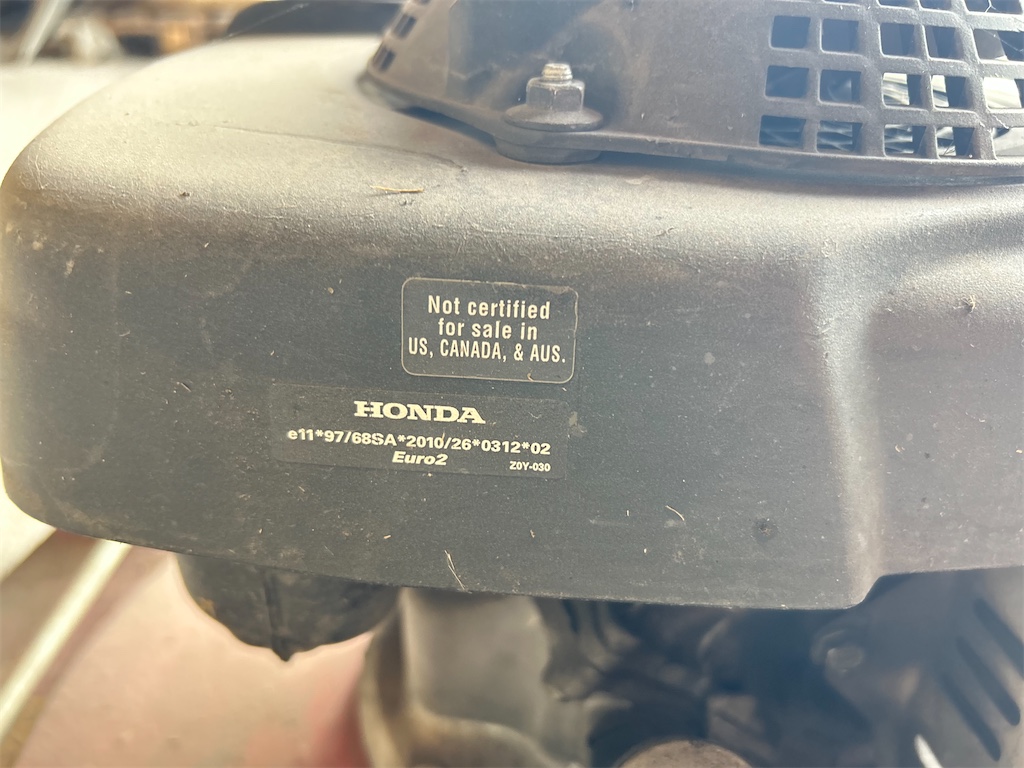 Not certified
for sale in
US, CANADA, & AUS.
HONDA
e11*97/68SA*2010/26*0312*02
Euro2
Z0Y-030